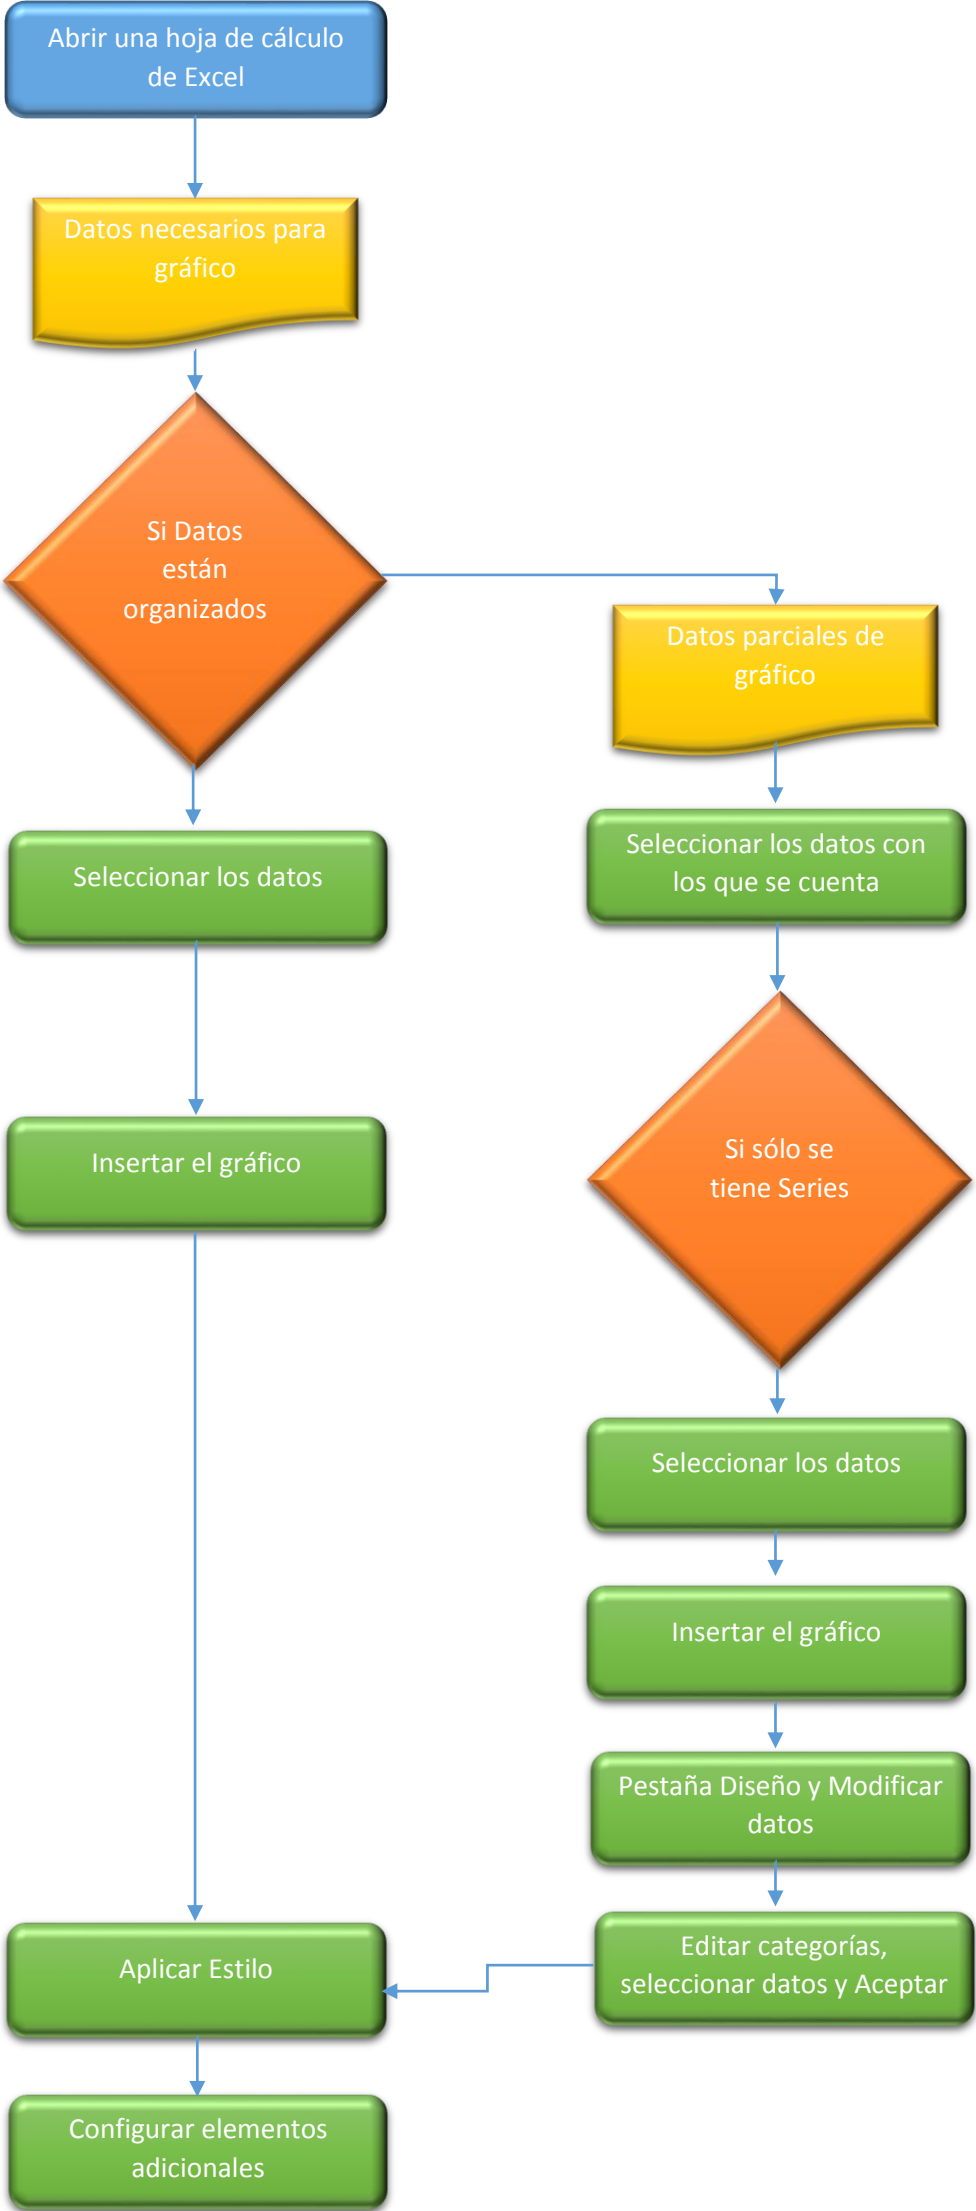 Abrir una hoja de cálculo
de Excel
Datos necesarios para
gráfico
Si Datos
están
organizados
Datos parciales de
gráfico
Seleccionar los datos
Seleccionar los datos con
los que se cuenta
Insertar el gráfico
Si sólo se
tiene Series
Seleccionar los datos
Insertar el gráfico
Pestaña Diseño y Modificar
datos
Editar categorías,
seleccionar datos y Aceptar
Aplicar Estilo
Configurar elementos
adicionales